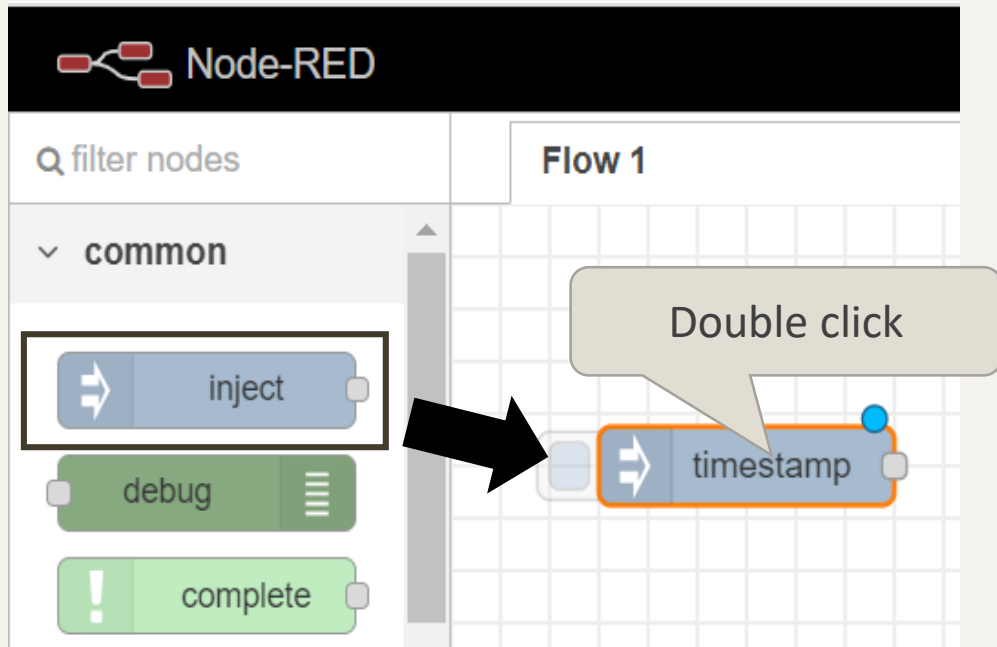 Node-RED
filter nodes
Flow 1
common
Double click
inject
timestamp
debug
complete